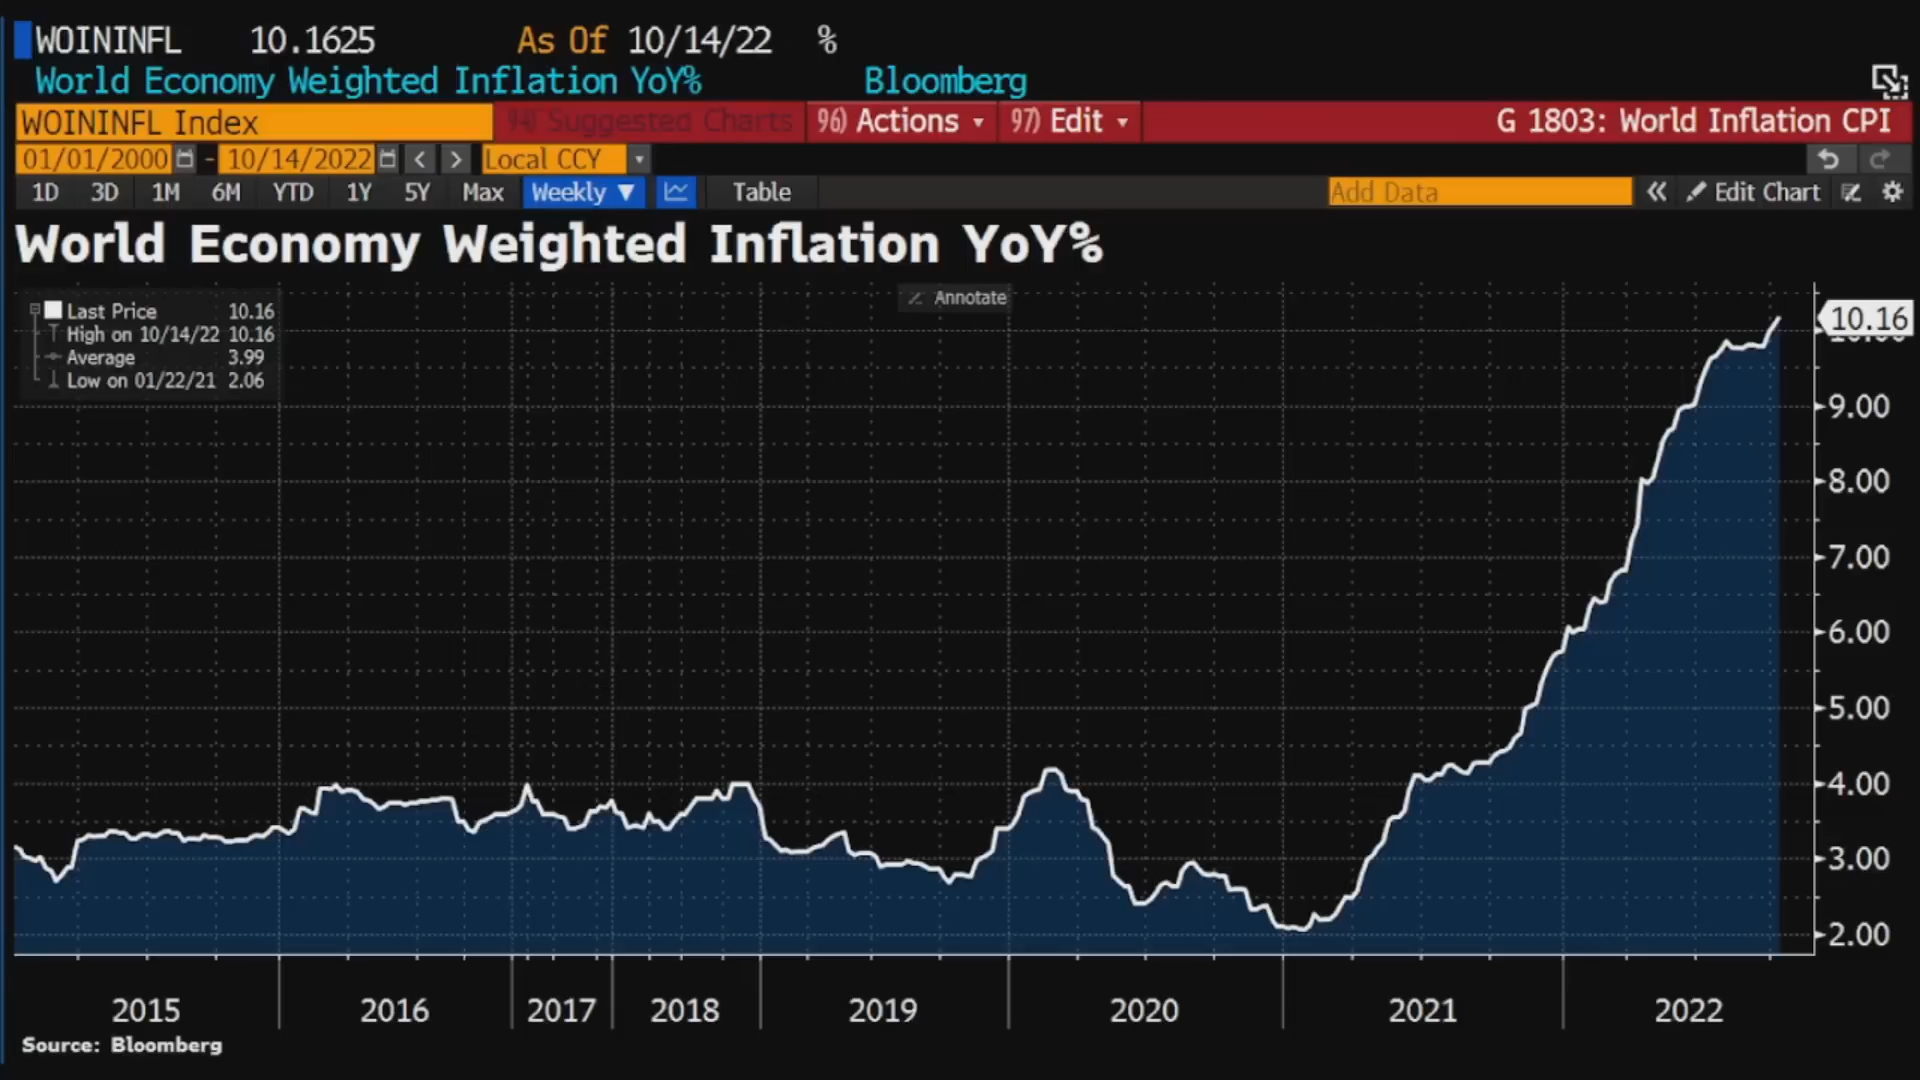 WOININFL 10.1625 As Of 10/14/22 %
World Economy Weighted Inflation YoY% Bloomberg
WOININFL Index 94) Suggested Charts 96) Actions 97) Edit G 1803: World Inflation CPI
01/01/2000 - 10/14/2022 < > Local CCY
1D 3D 1M 6M YTD 1Y 5Y Max Weekly ▼ Table Add Data « Edit Chart
World Economy Weighted Inflation YoY%
Annotate
Last Price 10.16
High on 10/14/22 10.16
Average 3.99
Low on 01/22/21 2.06
10.16
9.00
8.00
7.00
6.00
5.00
4.00
3.00
2.00
2015 2016 2017 2018 2019 2020 2021 2022
Source: Bloomberg